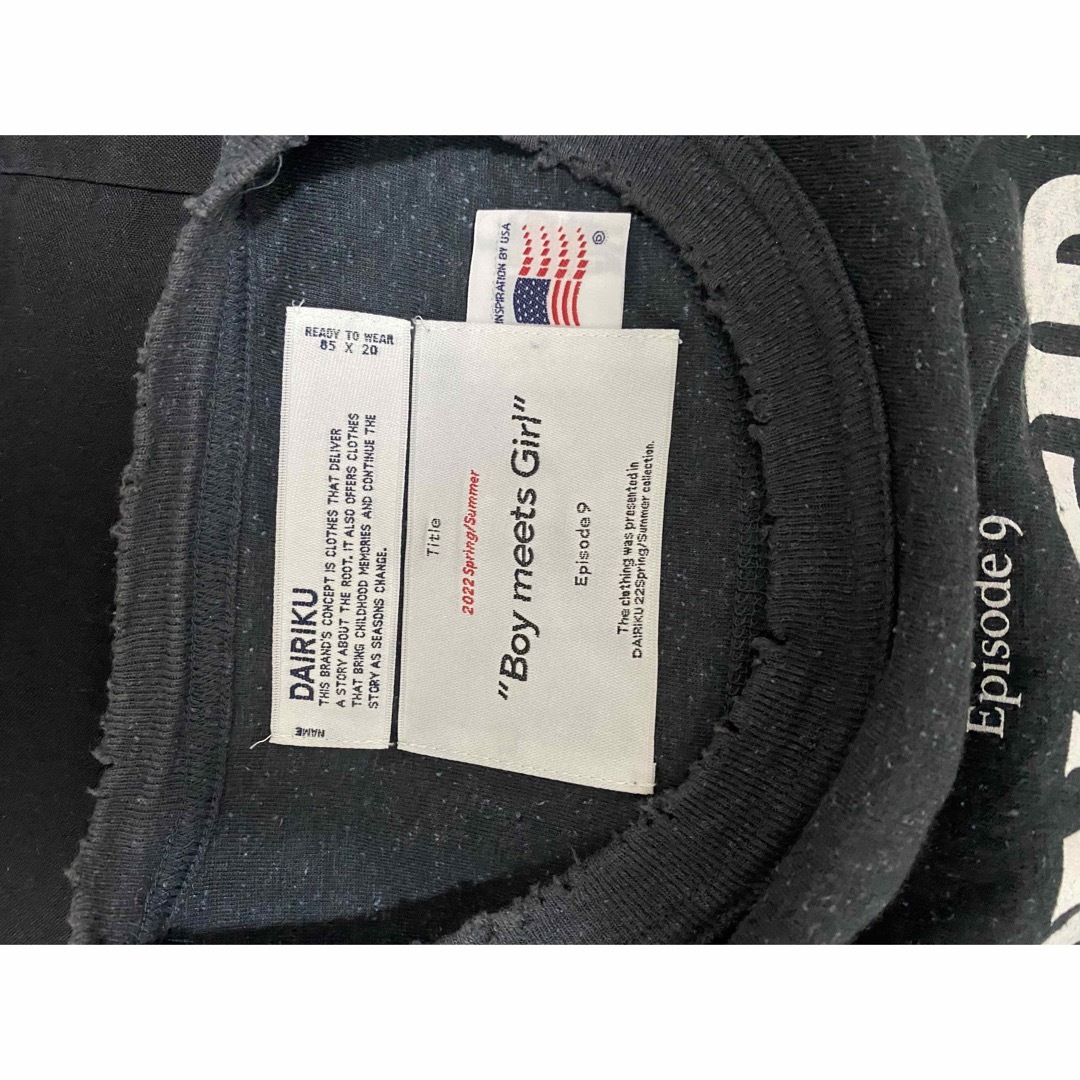 NAME
DAIRIKU
THIS BRAND'S CONCEPT IS CLOTHES THAT DELIVER
A STORY ABOUT THE ROOT. IT ALSO OFFERS CLOTHES
THAT BRING CHILDHOOD MEMORIES AND CONTINUE THE
STORY AS SEASONS CHANGE.
READY TO WEAR
85 X 20
Title
2022 Spring/Summer
"Boy meets Girl"
Episode 9
The clothing was presented in
DAIRIKU 22Spring/Summer collection.
INSPIRATION BY USA
Ⓓ
Episode 9